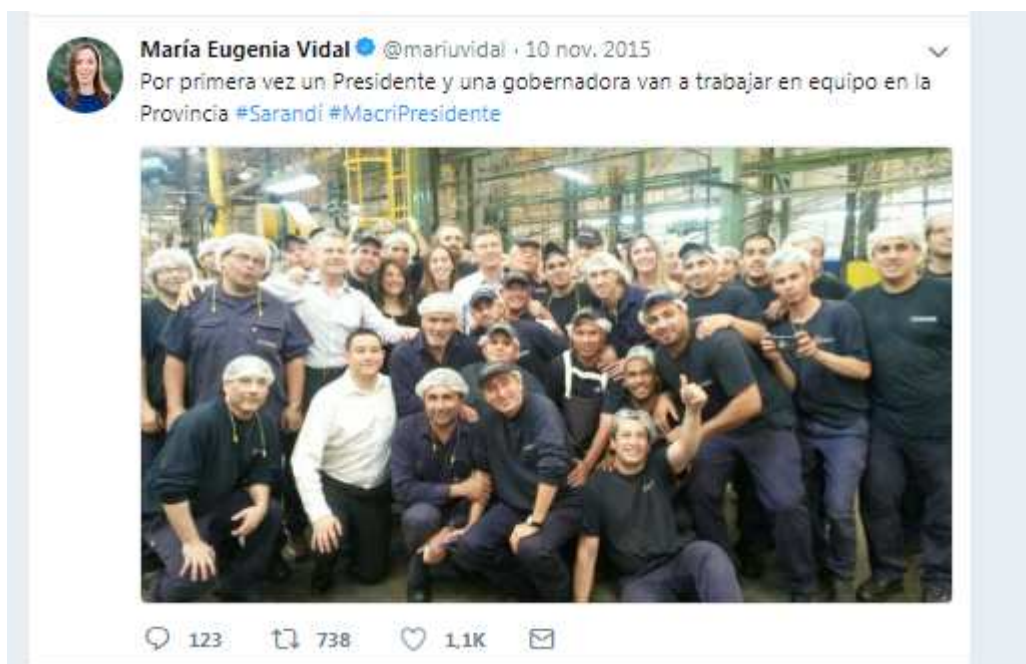 María Eugenia Vidal @mariuvidal · 10 nov. 2015
Por primera vez un Presidente y una gobernadora van a trabajar en equipo en la
Provincia #Sarandí #MacriPresidente
123 738 1,1K